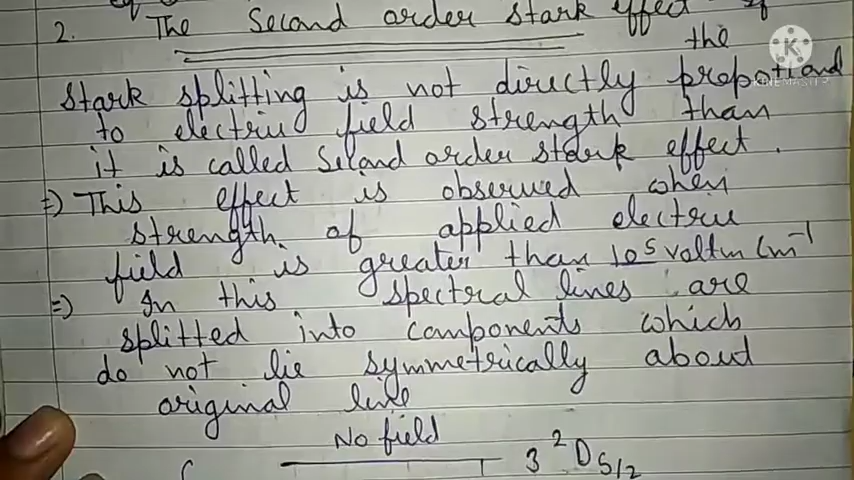 2. The Second order stark effect if
the
stark splitting is not directly propotional
to electric field strength than
it is called Second order stark effect.
=) This effect is observed when
strength of applied electric
field is greater than 10⁵ cm⁻¹
=) In this spectral lines are
splitted into components which
do not lie symmetrically about
original line
No field
3 ²D5/2
K
KINEMASTER